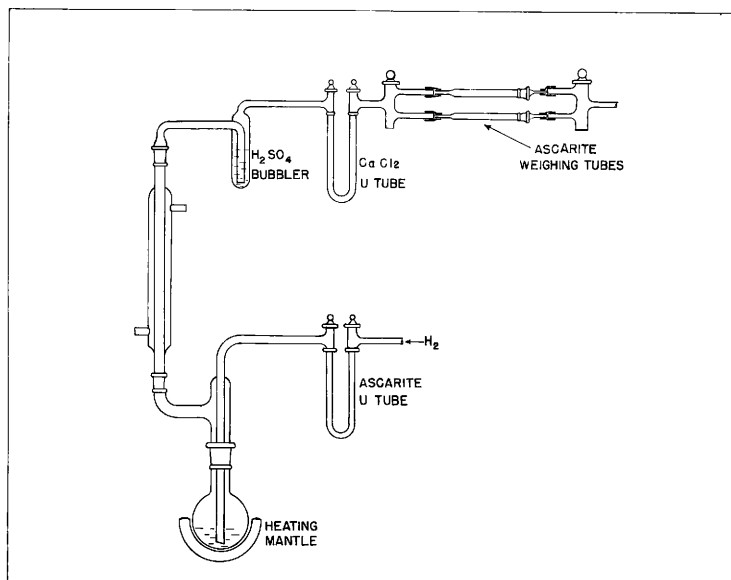 H2SO4
BUBBLER
CaCl2
U TUBE
ASCARITE
WEIGHING TUBES
H2
ASCARITE
U TUBE
HEATING
MANTLE